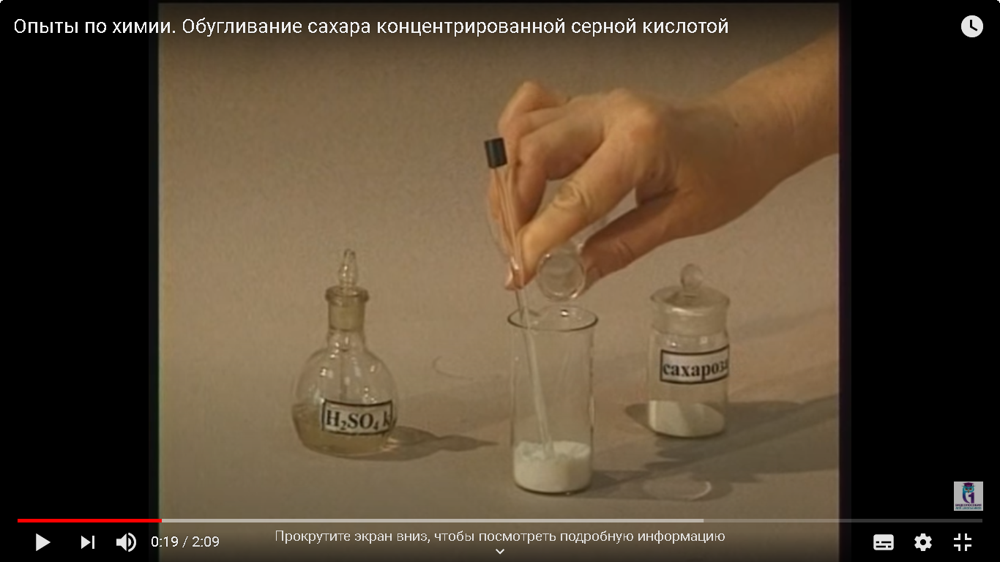 Опыты по химии. Обугливание сахара концентрированной серной кислотой
сахароза
H₂SO₄ k
0:19 / 2:09
Прокрутите экран вниз, чтобы посмотреть подробную информацию